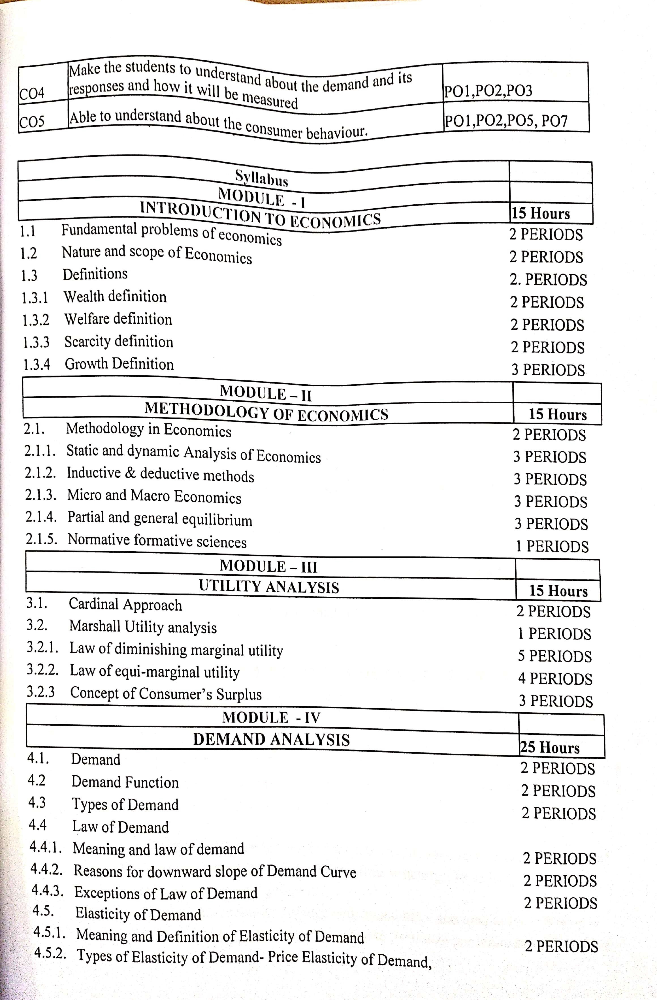 CO4 Make the students to understand about the demand and its
responses and how it will be measured PO1,PO2,PO3
CO5 Able to understand about the consumer behaviour. PO1,PO2,PO5, PO7
Syllabus
MODULE - I
INTRODUCTION TO ECONOMICS 15 Hours
1.1 Fundamental problems of economics 2 PERIODS
1.2 Nature and scope of Economics 2 PERIODS
1.3 Definitions 2. PERIODS
1.3.1 Wealth definition 2 PERIODS
1.3.2 Welfare definition 2 PERIODS
1.3.3 Scarcity definition 2 PERIODS
1.3.4 Growth Definition 3 PERIODS
MODULE – II
METHODOLOGY OF ECONOMICS 15 Hours
2.1. Methodology in Economics 2 PERIODS
2.1.1. Static and dynamic Analysis of Economics 3 PERIODS
2.1.2. Inductive & deductive methods 3 PERIODS
2.1.3. Micro and Macro Economics 3 PERIODS
2.1.4. Partial and general equilibrium 3 PERIODS
2.1.5. Normative formative sciences 1 PERIODS
MODULE – III
UTILITY ANALYSIS 15 Hours
3.1. Cardinal Approach 2 PERIODS
3.2. Marshall Utility analysis 1 PERIODS
3.2.1. Law of diminishing marginal utility 5 PERIODS
3.2.2. Law of equi-marginal utility 4 PERIODS
3.2.3 Concept of Consumer’s Surplus 3 PERIODS
MODULE - IV
DEMAND ANALYSIS 25 Hours
4.1. Demand 2 PERIODS
4.2 Demand Function 2 PERIODS
4.3 Types of Demand 2 PERIODS
4.4 Law of Demand
4.4.1. Meaning and law of demand 2 PERIODS
4.4.2. Reasons for downward slope of Demand Curve 2 PERIODS
4.4.3. Exceptions of Law of Demand 2 PERIODS
4.5. Elasticity of Demand
4.5.1. Meaning and Definition of Elasticity of Demand 2 PERIODS
4.5.2. Types of Elasticity of Demand- Price Elasticity of Demand,